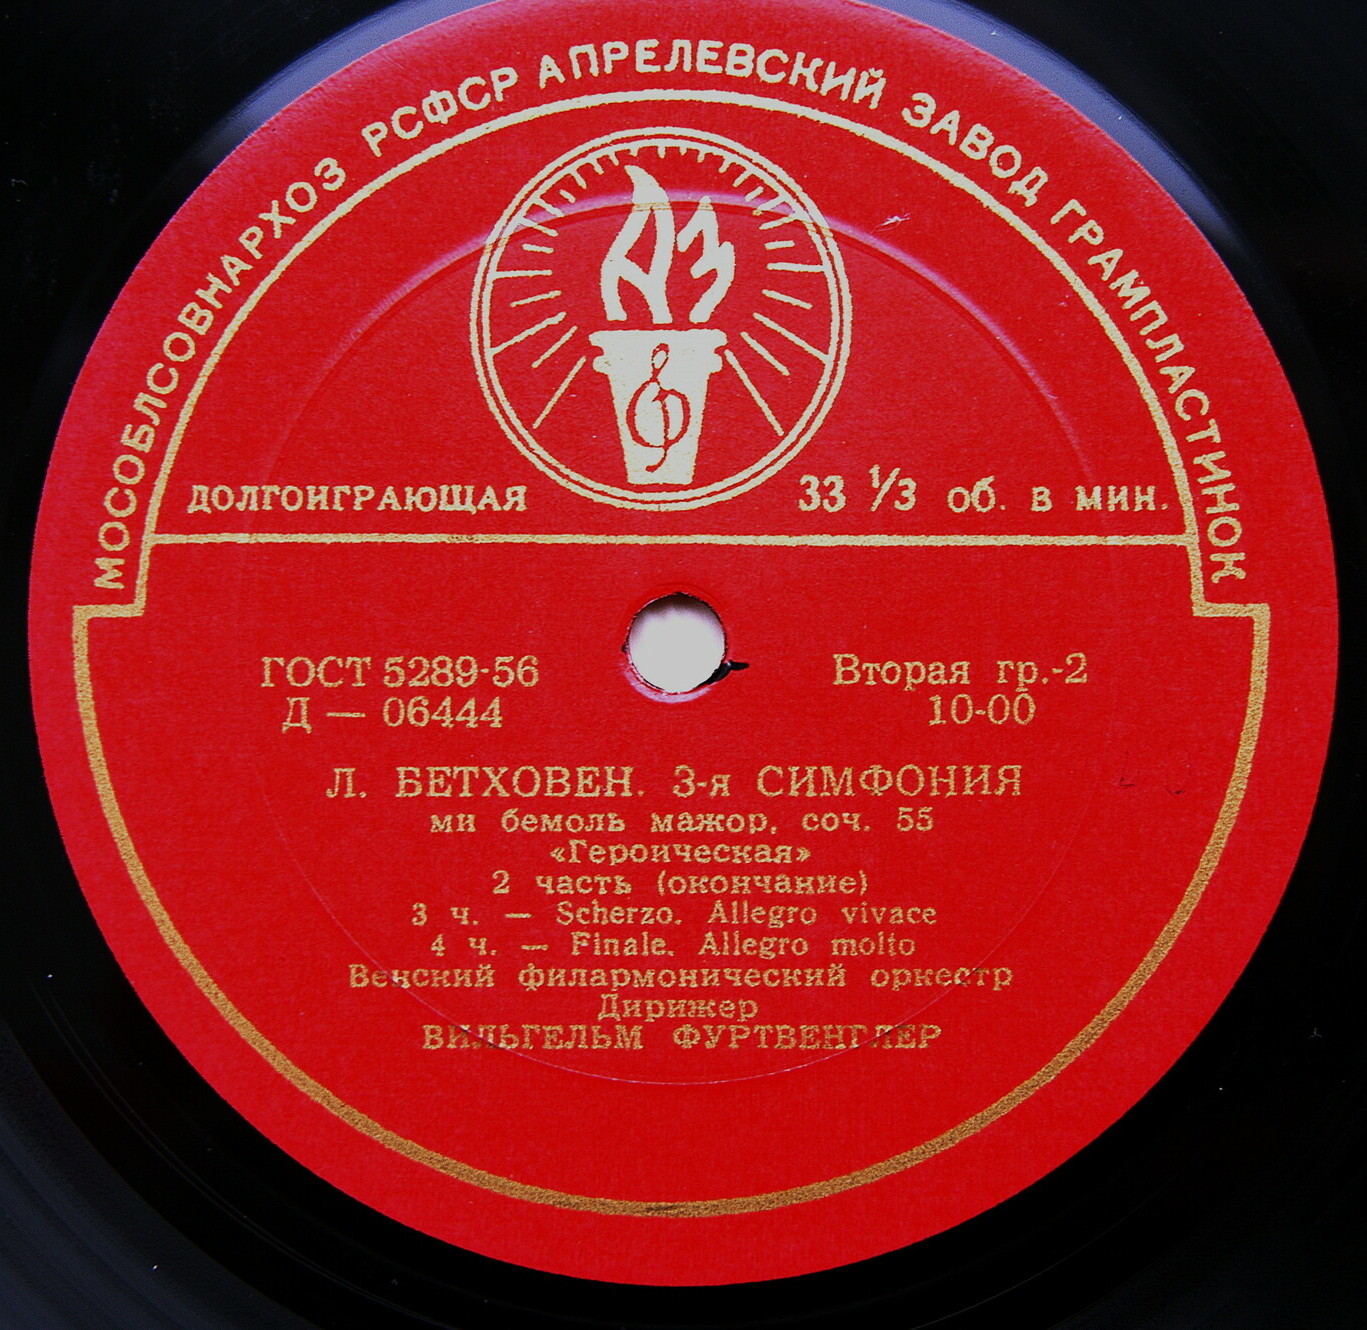 МОСОБЛСОВНАРХОЗ РСФСР АПРЕЛЕВСКИЙ ЗАВОД ГРАМПЛАСТИНОК
АЗ
ДОЛГОИГРАЮЩАЯ 33 ⅓ об. в мин.
ГОСТ 5289-56 Вторая гр.-2
Д — 06444 10-00
Л. БЕТХОВЕН. 3-я СИМФОНИЯ
ми бемоль мажор, соч. 55
«Героическая»
2 часть (окончание)
3 ч. — Scherzo. Allegro vivace
4 ч. — Finale. Allegro molto
Венский филармонический оркестр
Дирижер
ВИЛЬГЕЛЬМ ФУРТВЕНГЛЕР